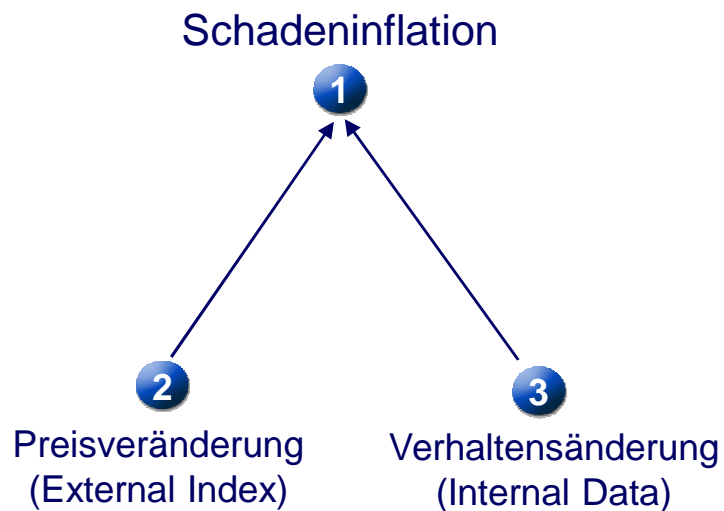 Schadeninflation
1
2
3
Preisveränderung
(External Index)
Verhaltensänderung
(Internal Data)